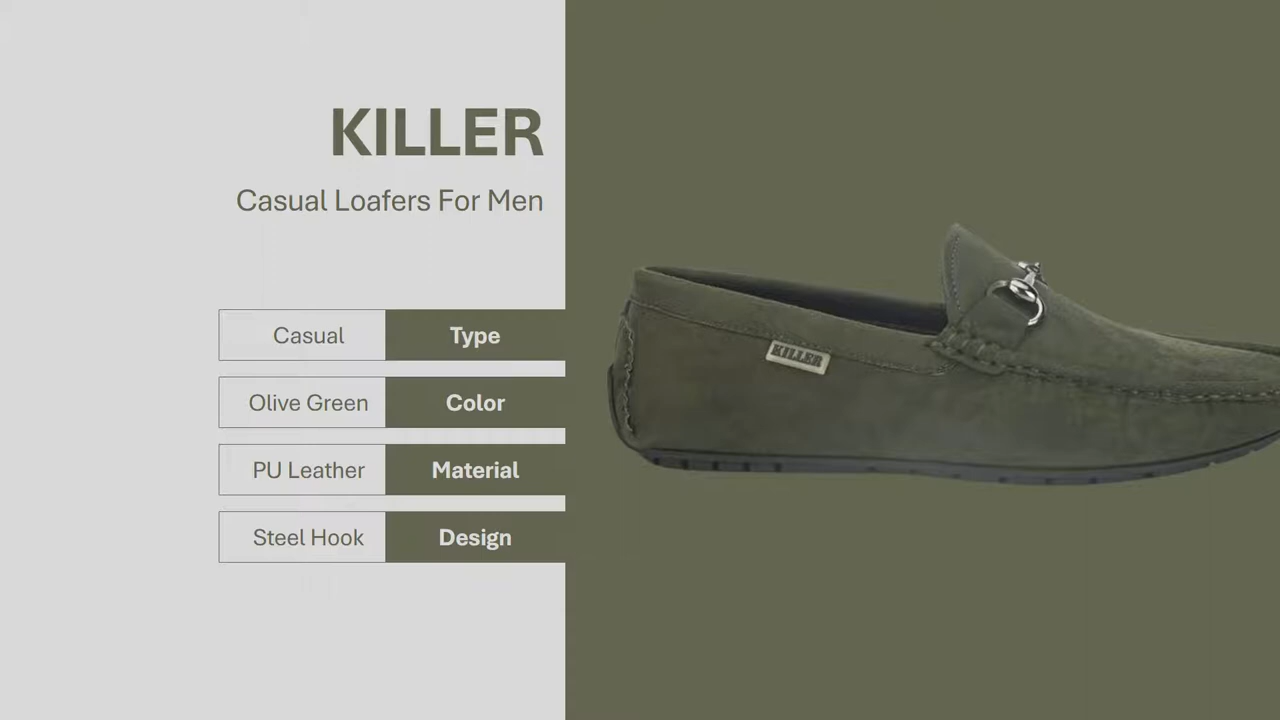 KILLER
Casual Loafers For Men
Casual Type
Olive Green Color
PU Leather Material
Steel Hook Design
KILLER